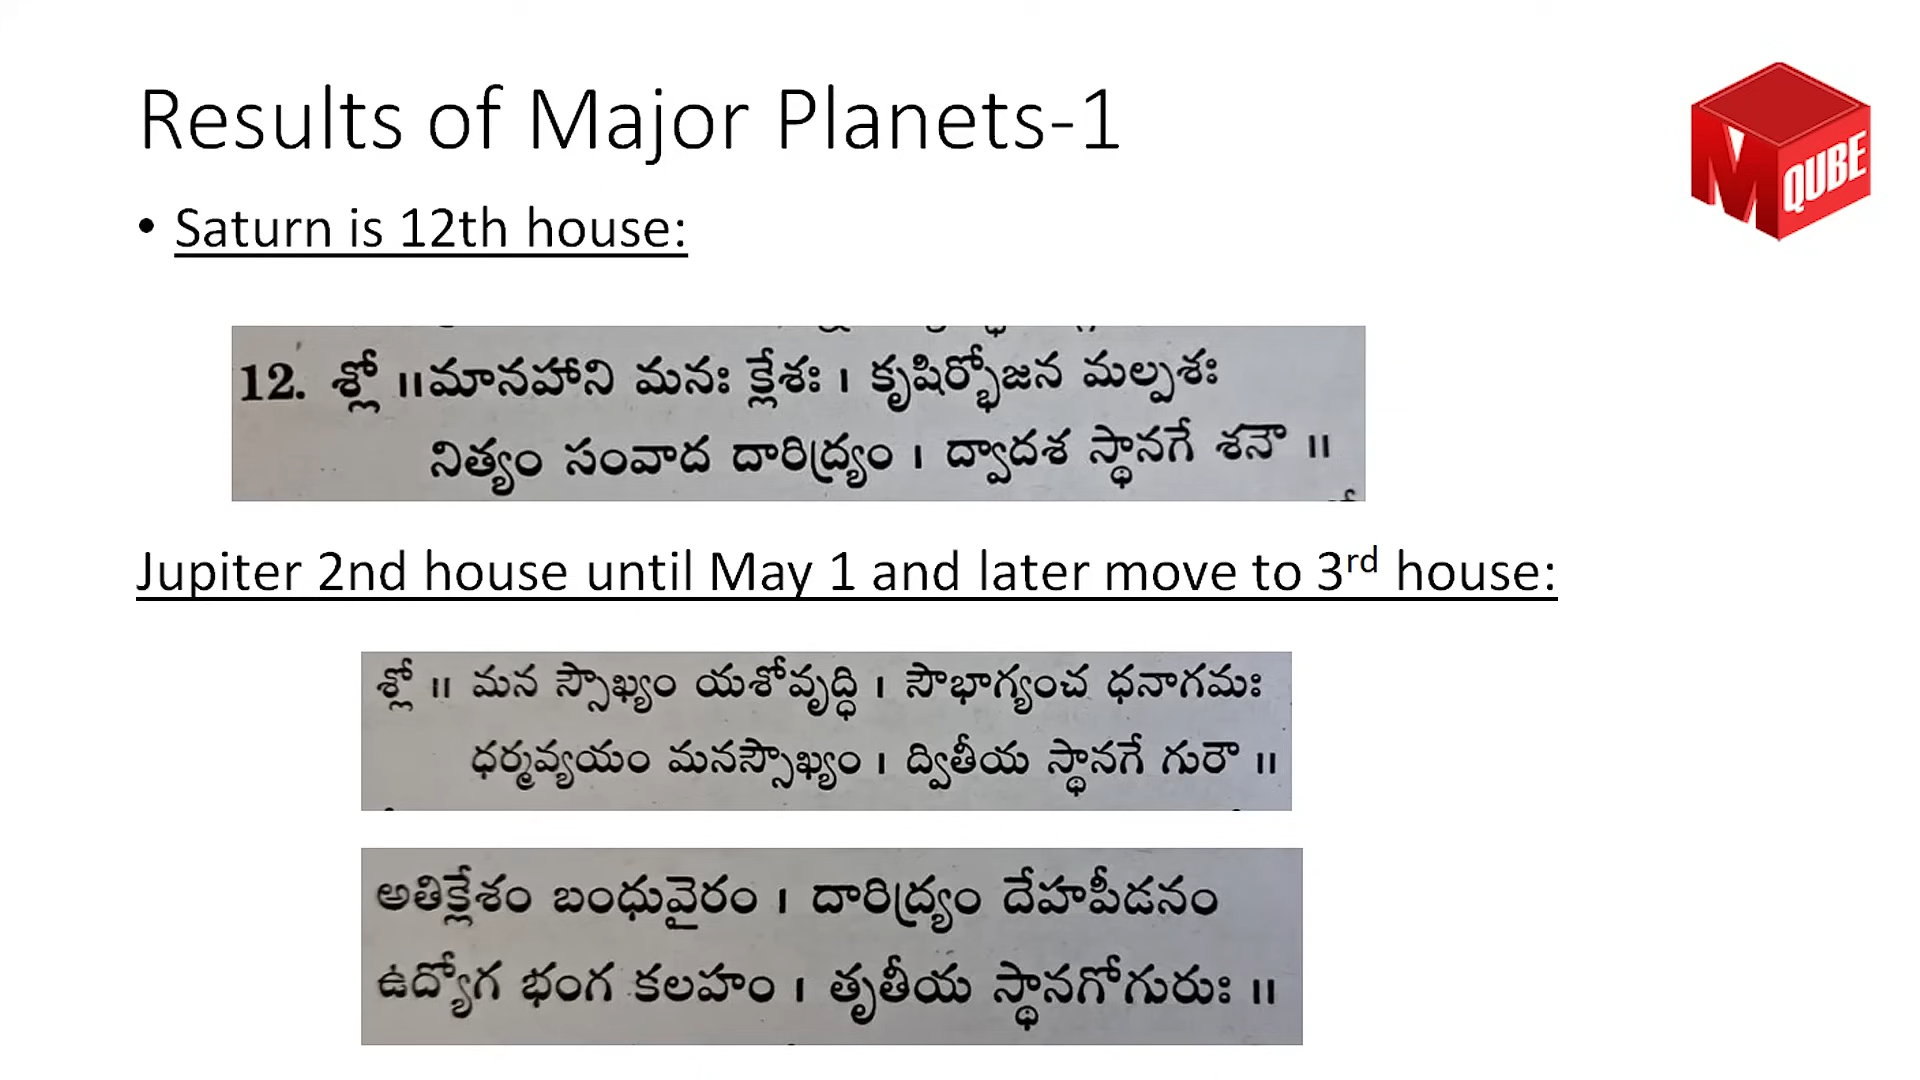 Results of Major Planets-1
M QUBE
• Saturn is 12th house:
12. శ్లో ॥మానహాని మనః క్లేశః । కృషిర్భోజన మల్పశః
నిత్యం సంవాద దారిద్ర్యం । ద్వాదశ స్థానగే శనౌ ॥
Jupiter 2nd house until May 1 and later move to 3rd house:
శ్లో ॥ మన స్సౌఖ్యం యశోవృద్ధి । సౌభాగ్యంచ ధనాగమః
ధర్మవ్యయం మనస్సౌఖ్యం । ద్వితీయ స్థానగే గురౌ ॥
అతిక్లేశం బంధువైరం । దారిద్ర్యం దేహపీడనం
ఉద్యోగ భంగ కలహం । తృతీయ స్థానగోగురుః ॥